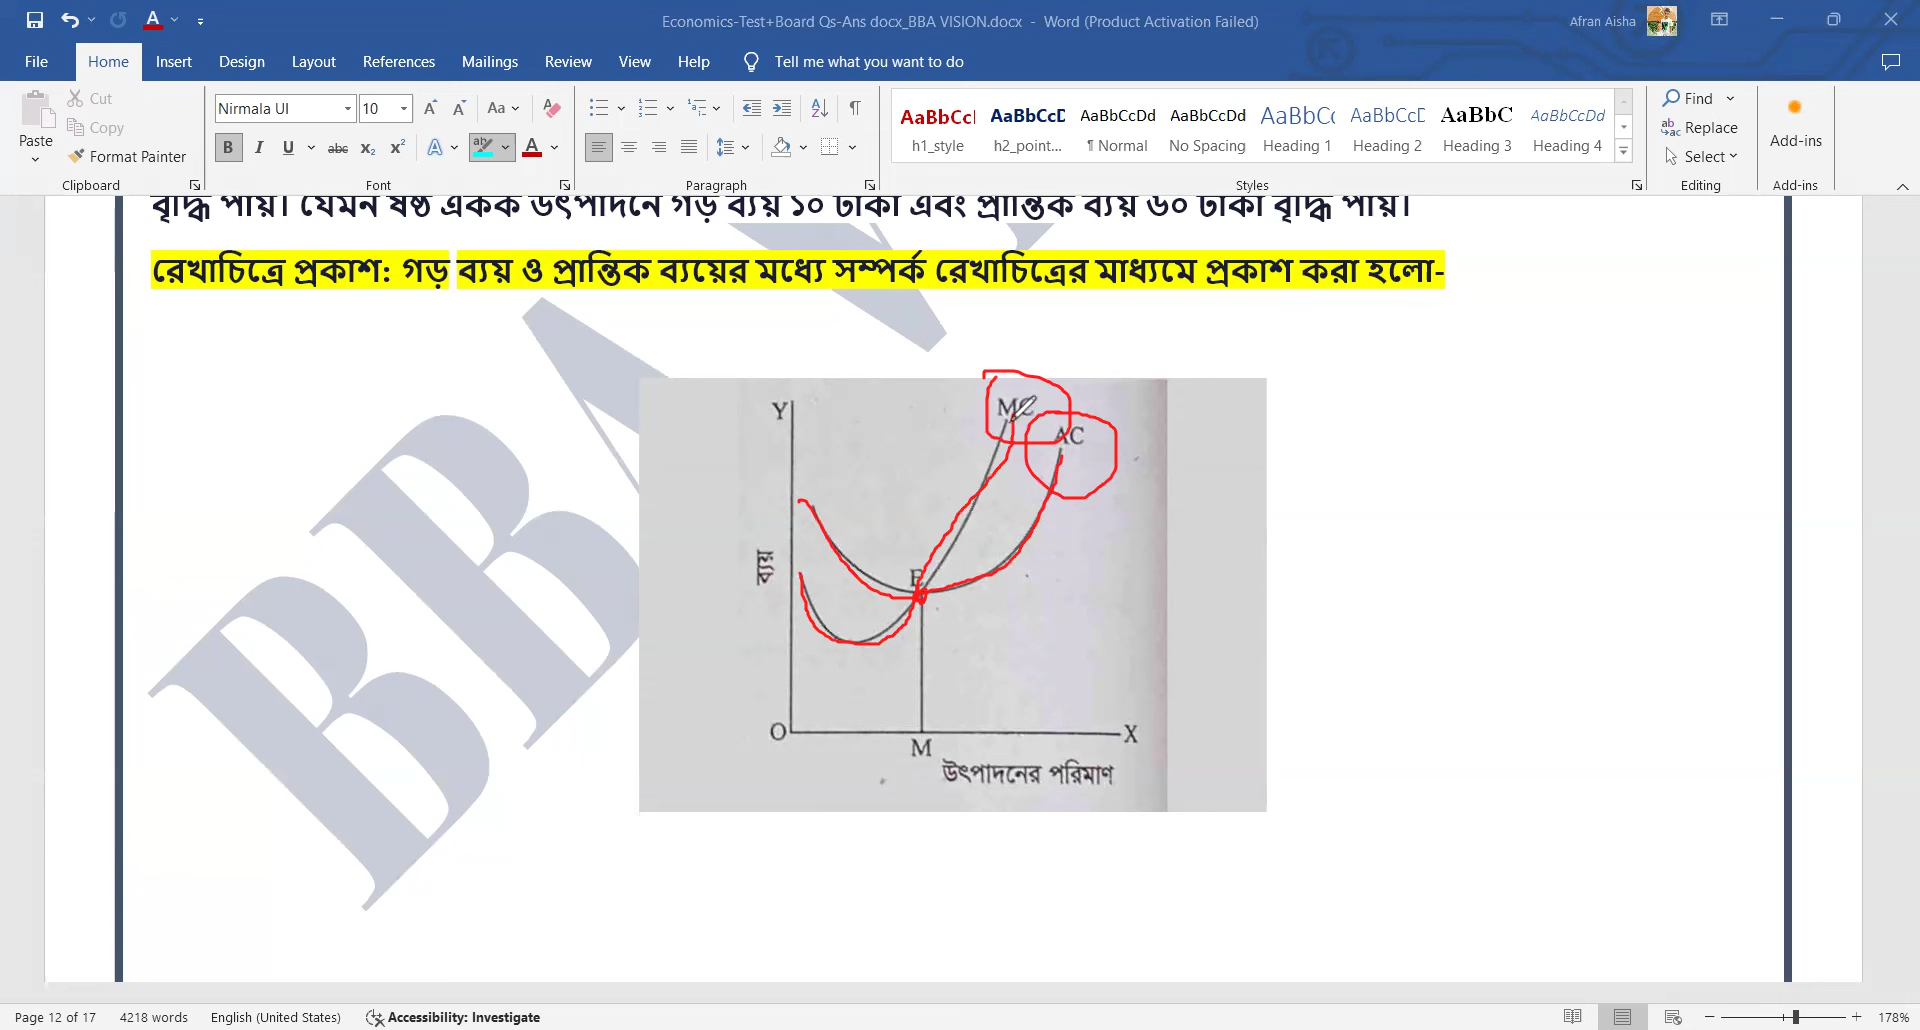 Economics-Test+Board Qs-Ans docx_BBA VISION.docx - Word (Product Activation Failed)
Afran Aisha
File Home Insert Design Layout References Mailings Review View Help Tell me what you want to do
Cut
Copy
Format Painter
Paste
Clipboard
Nirmala UI 10
Font
Paragraph
AaBbCcI AaBbCcD AaBbCcDd AaBbCcDd AaBbCc AaBbCcD AaBbC AaBbCcDd
h1_style h2_point... ¶ Normal No Spacing Heading 1 Heading 2 Heading 3 Heading 4
Styles
Find
Replace
Select
Editing
Add-ins
Add-ins
বৃদ্ধি পায়। যেমন ষষ্ঠ একক উৎপাদনে গড় ব্যয় ১০ টাকা এবং প্রান্তিক ব্যয় ৬০ টাকা বৃদ্ধি পায়।
রেখাচিত্রে প্রকাশ: গড় ব্যয় ও প্রান্তিক ব্যয়ের মধ্যে সম্পর্ক রেখাচিত্রের মাধ্যমে প্রকাশ করা হলো-
Y
MC
AC
ব্যয়
E
O
M
X
উৎপাদনের পরিমাণ
Page 12 of 17 4218 words English (United States) Accessibility: Investigate 178%